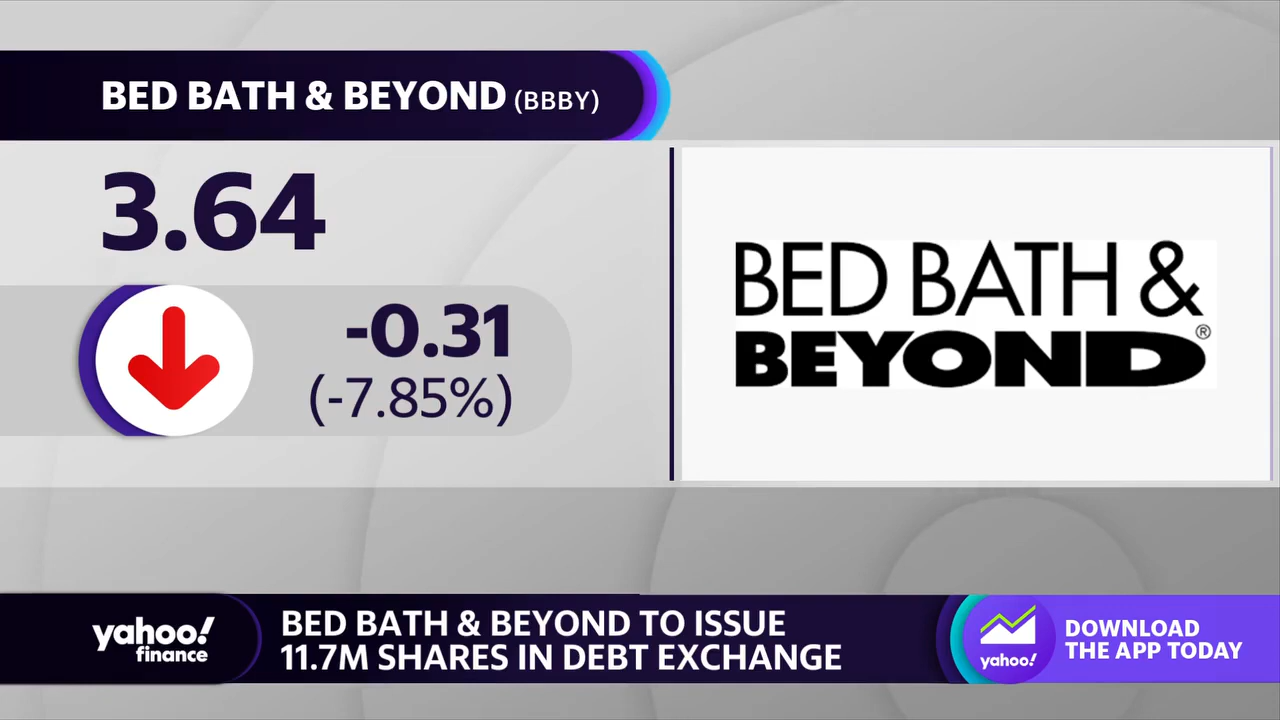 BED BATH & BEYOND (BBBY)
3.64
-0.31
(-7.85%)
BED BATH &
BEYOND®
yahoo!
finance
BED BATH & BEYOND TO ISSUE
11.7M SHARES IN DEBT EXCHANGE
yahoo!
DOWNLOAD
THE APP TODAY